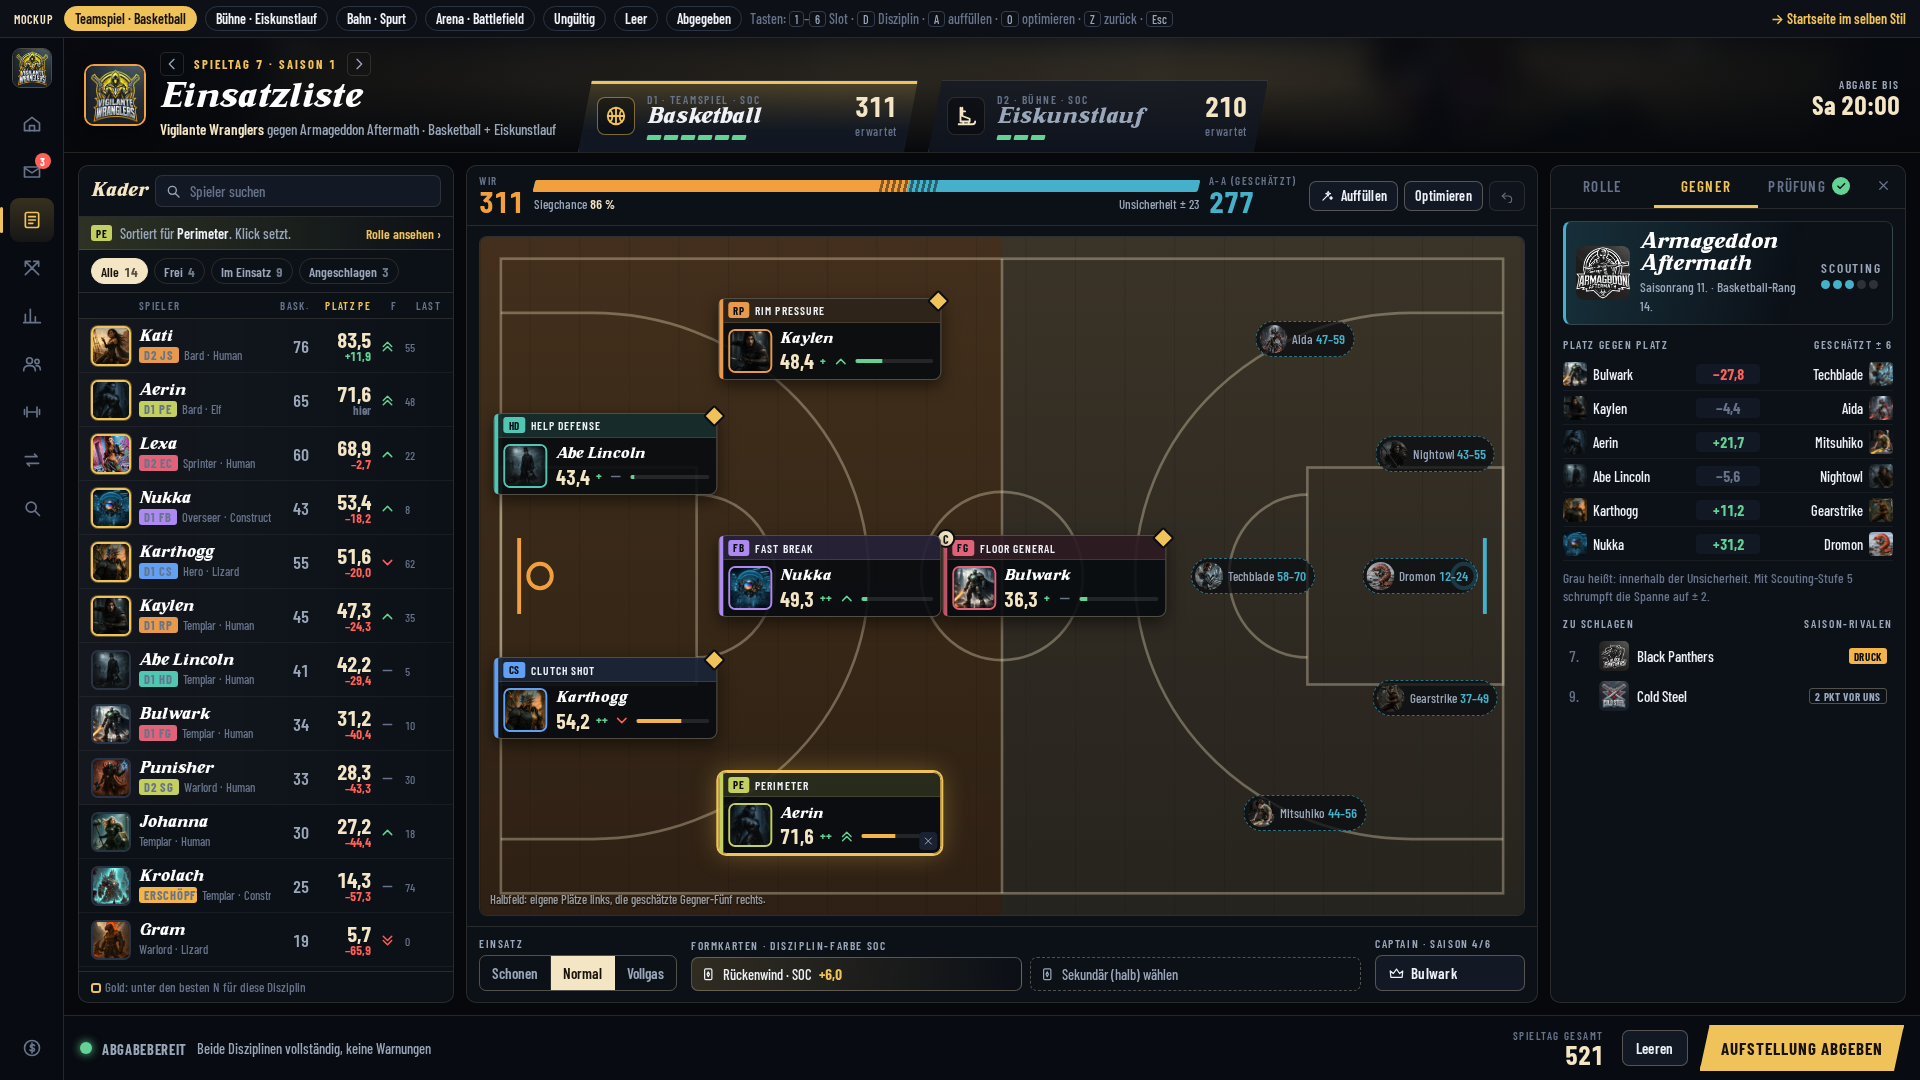 MOCKUP
Teamspiel · Basketball
Bühne · Eiskunstlauf
Bahn · Spurt
Arena · Battlefield
Ungültig
Leer
Abgegeben
Tasten: 1–6 Slot · D Disziplin · A auffüllen · O optimieren · Z zurück · Esc
→ Startseite im selben Stil
3
SPIELTAG 7 · SAISON 1
Einsatzliste
Vigilante Wranglers gegen Armageddon Aftermath · Basketball + Eiskunstlauf
D1 · TEAMSPIEL · SOC
Basketball
311
erwartet
D2 · BÜHNE · SOC
Eiskunstlauf
210
erwartet
ABGABE BIS
Sa 20:00
Kader
Spieler suchen
PE Sortiert für Perimeter. Klick setzt.
Rolle ansehen ›
Alle 14
Frei 4
Im Einsatz 9
Angeschlagen 3
SPIELER BASK. PLATZ PE F LAST
Kati
D2 JS Bard · Human
76 83,5 +11,9 55
Aerin
D1 PE Bard · Elf
65 71,6 hier 48
Lexa
D2 EC Sprinter · Human
60 68,9 −2,7 22
Nukka
D1 FB Overseer · Construct
43 53,4 −18,2 8
Karthogg
D1 CS Hero · Lizard
55 51,6 −20,0 62
Kaylen
D1 RP Templar · Human
45 47,3 −24,3 35
Abe Lincoln
D1 HD Templar · Human
41 42,2 −29,4 5
Bulwark
D1 FG Templar · Human
34 31,2 −40,4 10
Punisher
D2 SG Warlord · Human
33 28,3 −43,3 30
Johanna
Templar · Human
30 27,2 −44,4 18
Krolach
ERSCHÖPF Templar · Constr
25 14,3 −57,3 74
Gram
Warlord · Lizard
19 5,7 −65,9 0
Gold: unter den besten N für diese Disziplin
WIR
311
Siegchance 86 %
Unsicherheit ± 23
A-A (GESCHÄTZT)
277
Auffüllen
Optimieren
RP RIM PRESSURE
Kaylen
48,4 +
HD HELP DEFENSE
Abe Lincoln
43,4 +
FB FAST BREAK
Nukka
49,3 ++
C
FG FLOOR GENERAL
Bulwark
36,3 +
CS CLUTCH SHOT
Karthogg
54,2 ++
PE PERIMETER
Aerin
71,6 ++
Aida 47–59
Nightowl 43–55
Techblade 58–70
Dromon 12–24
Gearstrike 37–49
Mitsuhiko 44–56
Halbfeld: eigene Plätze links, die geschätzte Gegner-Fünf rechts.
EINSATZ
Schonen
Normal
Vollgas
FORMKARTEN · DISZIPLIN-FARBE SOC
Rückenwind · SOC +6,0
Sekundär (halb) wählen
CAPTAIN · SAISON 4/6
Bulwark
ROLLE
GEGNER
PRÜFUNG
Armageddon
Aftermath
Saisonrang 11. · Basketball-Rang
14.
SCOUTING
PLATZ GEGEN PLATZ
GESCHÄTZT ± 6
Bulwark −27,8 Techblade
Kaylen −4,4 Aida
Aerin +21,7 Mitsuhiko
Abe Lincoln −5,6 Nightowl
Karthogg +11,2 Gearstrike
Nukka +31,2 Dromon
Grau heißt: innerhalb der Unsicherheit. Mit Scouting-Stufe 5
schrumpft die Spanne auf ± 2.
ZU SCHLAGEN
SAISON-RIVALEN
7. Black Panthers DRUCK
9. Cold Steel 2 PKT VOR UNS
ABGABEBEREIT
Beide Disziplinen vollständig, keine Warnungen
SPIELTAG GESAMT
521
Leeren
AUFSTELLUNG ABGEBEN